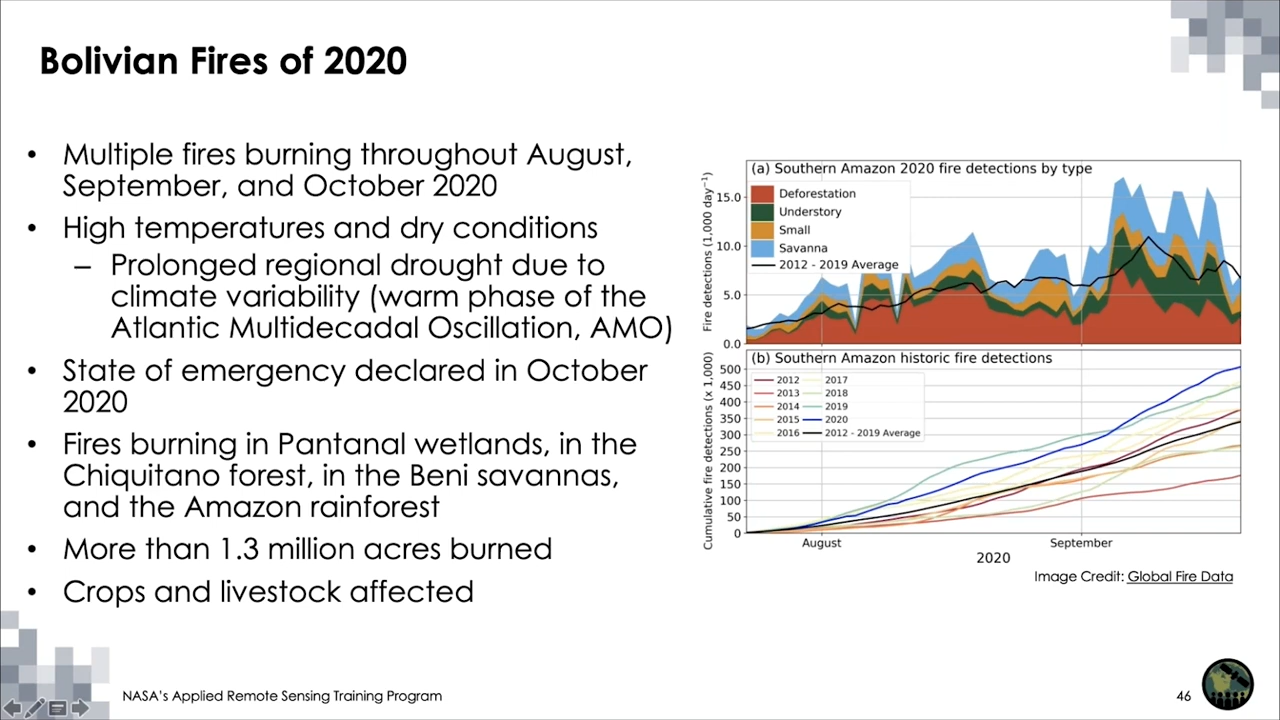 Bolivian Fires of 2020
• Multiple fires burning throughout August,
September, and October 2020
• High temperatures and dry conditions
– Prolonged regional drought due to
climate variability (warm phase of the
Atlantic Multidecadal Oscillation, AMO)
• State of emergency declared in October
2020
• Fires burning in Pantanal wetlands, in the
Chiquitano forest, in the Beni savannas,
and the Amazon rainforest
• More than 1.3 million acres burned
• Crops and livestock affected
(a) Southern Amazon 2020 fire detections by type
Fire detections (1,000 day⁻¹)
15.0
10.0
5.0
0.0
Deforestation
Understory
Small
Savanna
2012 - 2019 Average
(b) Southern Amazon historic fire detections
Cumulative fire detections (x 1,000)
500
450
400
350
300
250
200
150
100
50
0
2012 2017
2013 2018
2014 2019
2015 2020
2016 2012 - 2019 Average
August September
2020
Image Credit: Global Fire Data
NASA's Applied Remote Sensing Training Program 46